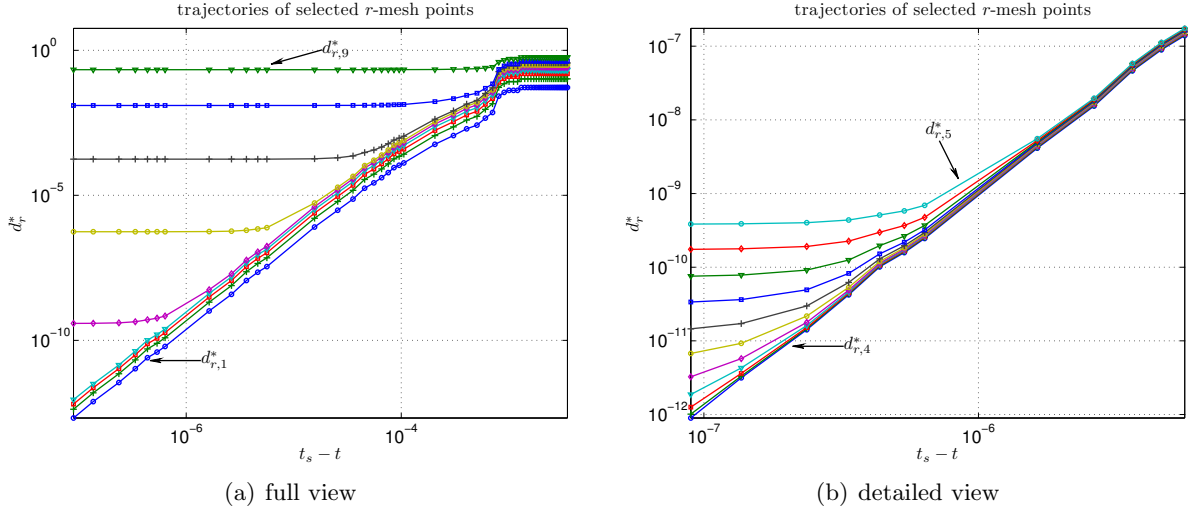 trajectories of selected r-mesh points
10^0
d*_{r,9}
10^{-5}
d*_r
10^{-10}
d*_{r,1}
10^{-6}
10^{-4}
t_s − t
(a) full view
trajectories of selected r-mesh points
10^{-7}
10^{-8}
d*_{r,5}
10^{-9}
d*_r
10^{-10}
10^{-11}
d*_{r,4}
10^{-12}
10^{-7}
10^{-6}
t_s − t
(b) detailed view